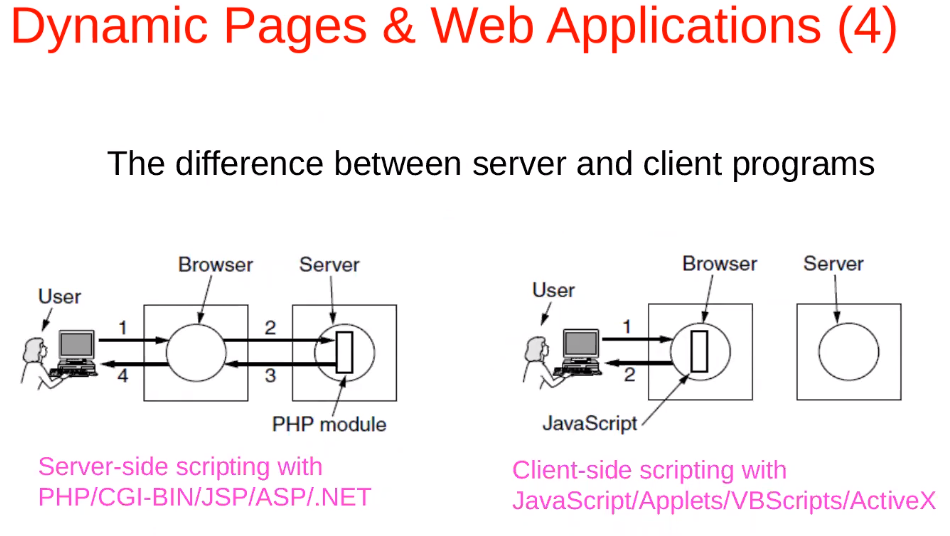 Dynamic Pages & Web Applications (4)
The difference between server and client programs
Browser
Server
User
1
2
4
3
PHP module
Server-side scripting with
PHP/CGI-BIN/JSP/ASP/.NET
Browser
Server
User
1
2
JavaScript
Client-side scripting with
JavaScript/Applets/VBScripts/ActiveX